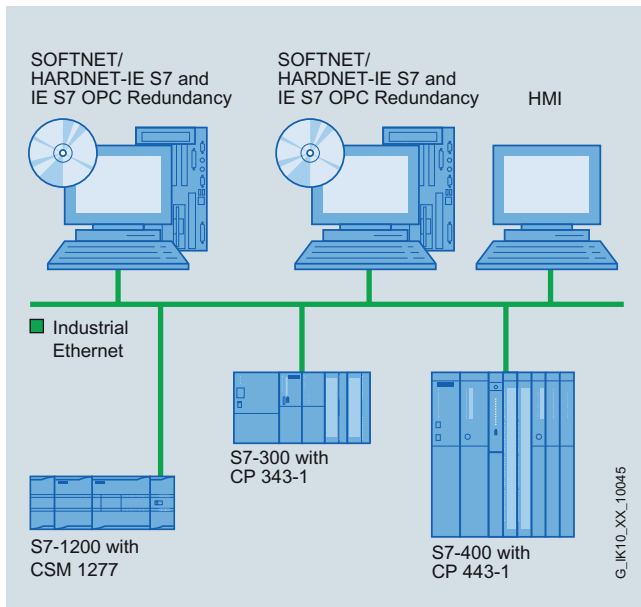 SOFTNET/
HARDNET-IE S7 and
IE S7 OPC Redundancy
SOFTNET/
HARDNET-IE S7 and
IE S7 OPC Redundancy
HMI
Industrial
Ethernet
S7-300 with
CP 343-1
S7-1200 with
CSM 1277
S7-400 with
CP 443-1
G_IK10_XX_10045